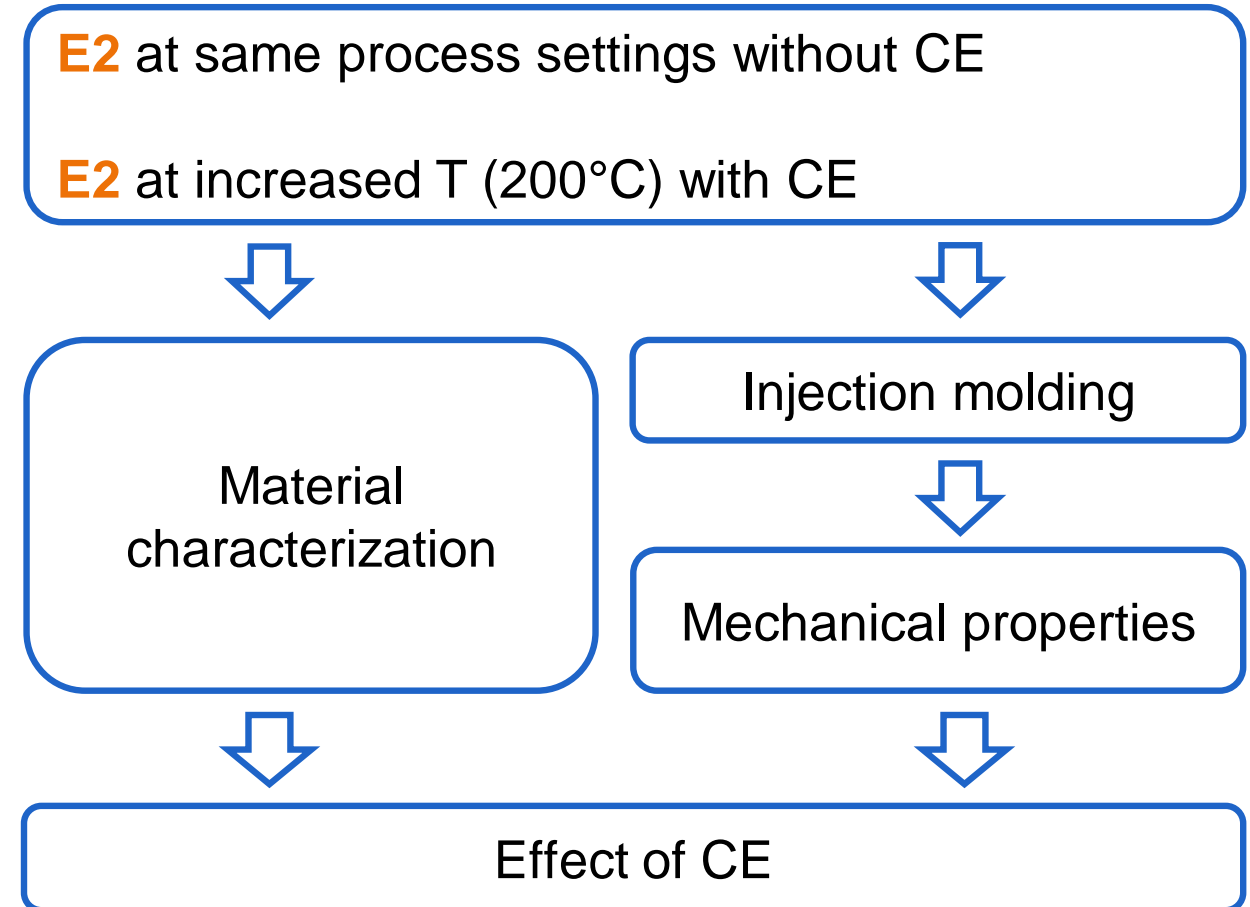 E2 at same process settings without CE
E2 at increased T (200°C) with CE
Material
characterization
Injection molding
Mechanical properties
Effect of CE